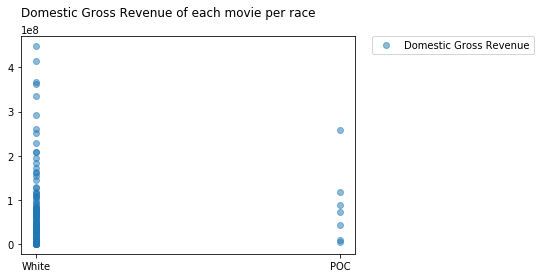 Domestic Gross Revenue of each movie per race
1e8
Domestic Gross Revenue
4
3
2
1
0
White
POC